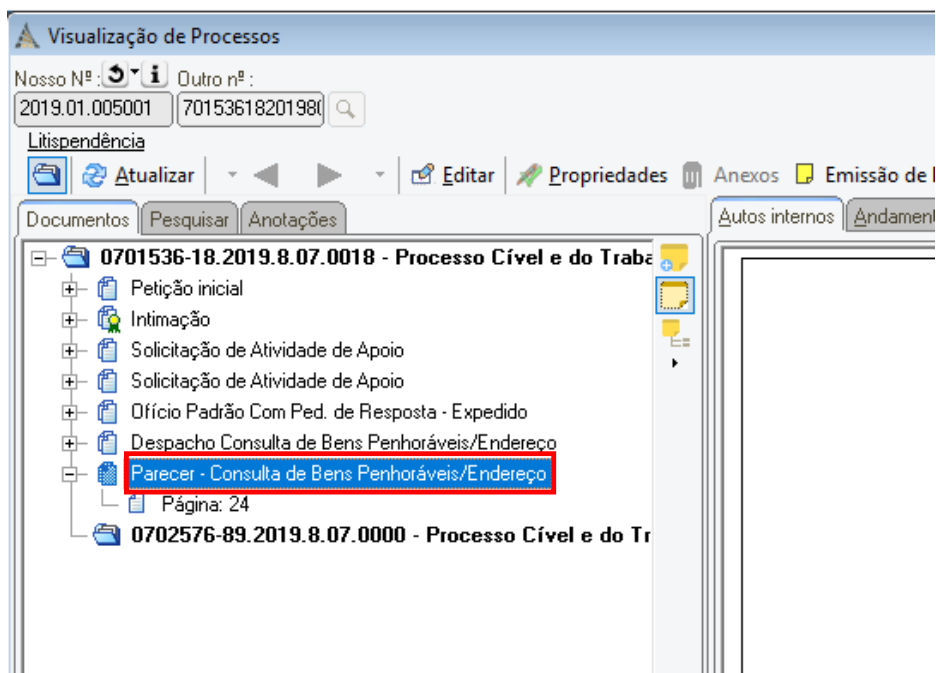 Visualização de Processos
Nosso Nº : Outro nº :
2019.01.005001 7015361820198(
Litispendência
Atualizar Editar Propriedades Anexos Emissão de
Documentos Pesquisar Anotações Autos internos Andament
0701536-18.2019.8.07.0018 - Processo Cível e do Traba
Petição inicial
Intimação
Solicitação de Atividade de Apoio
Solicitação de Atividade de Apoio
Ofício Padrão Com Ped. de Resposta - Expedido
Despacho Consulta de Bens Penhoráveis/Endereço
Parecer - Consulta de Bens Penhoráveis/Endereço
Página: 24
0702576-89.2019.8.07.0000 - Processo Cível e do Tr